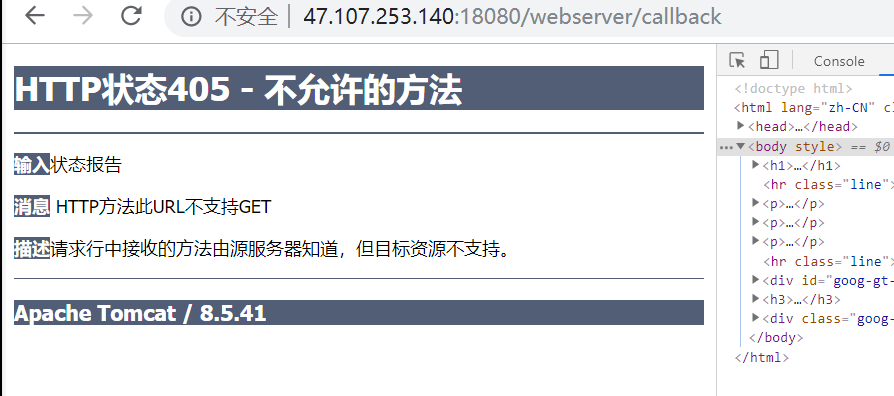 不安全 | 47.107.253.140:18080/webserver/callback
HTTP状态405 - 不允许的方法
输入状态报告
消息 HTTP方法此URL不支持GET
描述请求行中接收的方法由源服务器知道，但目标资源不支持。
Apache Tomcat / 8.5.41
Console
<!doctype html>
<html lang="zh-CN" cl
<head>…</head>
<body style> == $0
<h1>…</h1>
<hr class="line">
<p>…</p>
<p>…</p>
<p>…</p>
<hr class="line">
<div id="goog-gt-
<h3>…</h3>
<div class="goog-
</body>
</html>